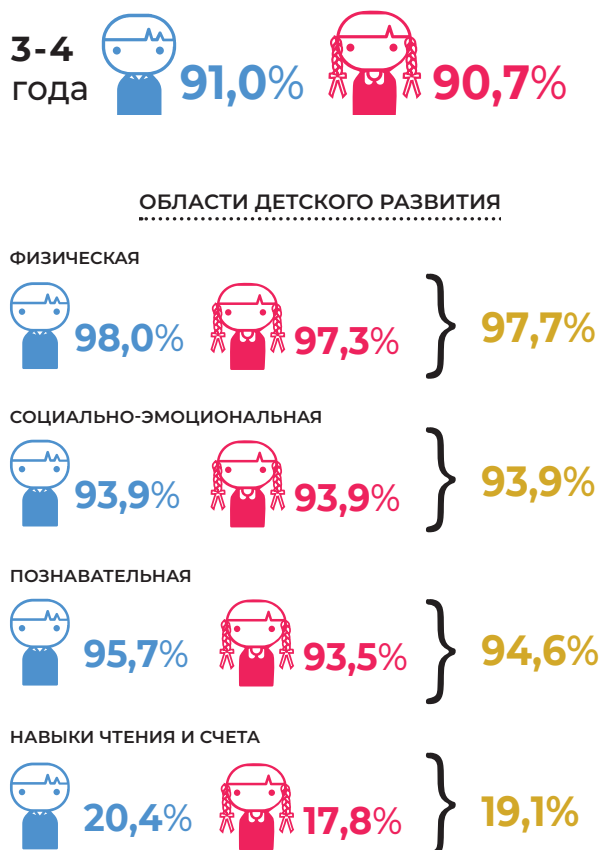 3-4
года
91,0%
90,7%
ОБЛАСТИ ДЕТСКОГО РАЗВИТИЯ
ФИЗИЧЕСКАЯ
98,0%
97,3%
97,7%
СОЦИАЛЬНО-ЭМОЦИОНАЛЬНАЯ
93,9%
93,9%
93,9%
ПОЗНАВАТЕЛЬНАЯ
95,7%
93,5%
94,6%
НАВЫКИ ЧТЕНИЯ И СЧЕТА
20,4%
17,8%
19,1%